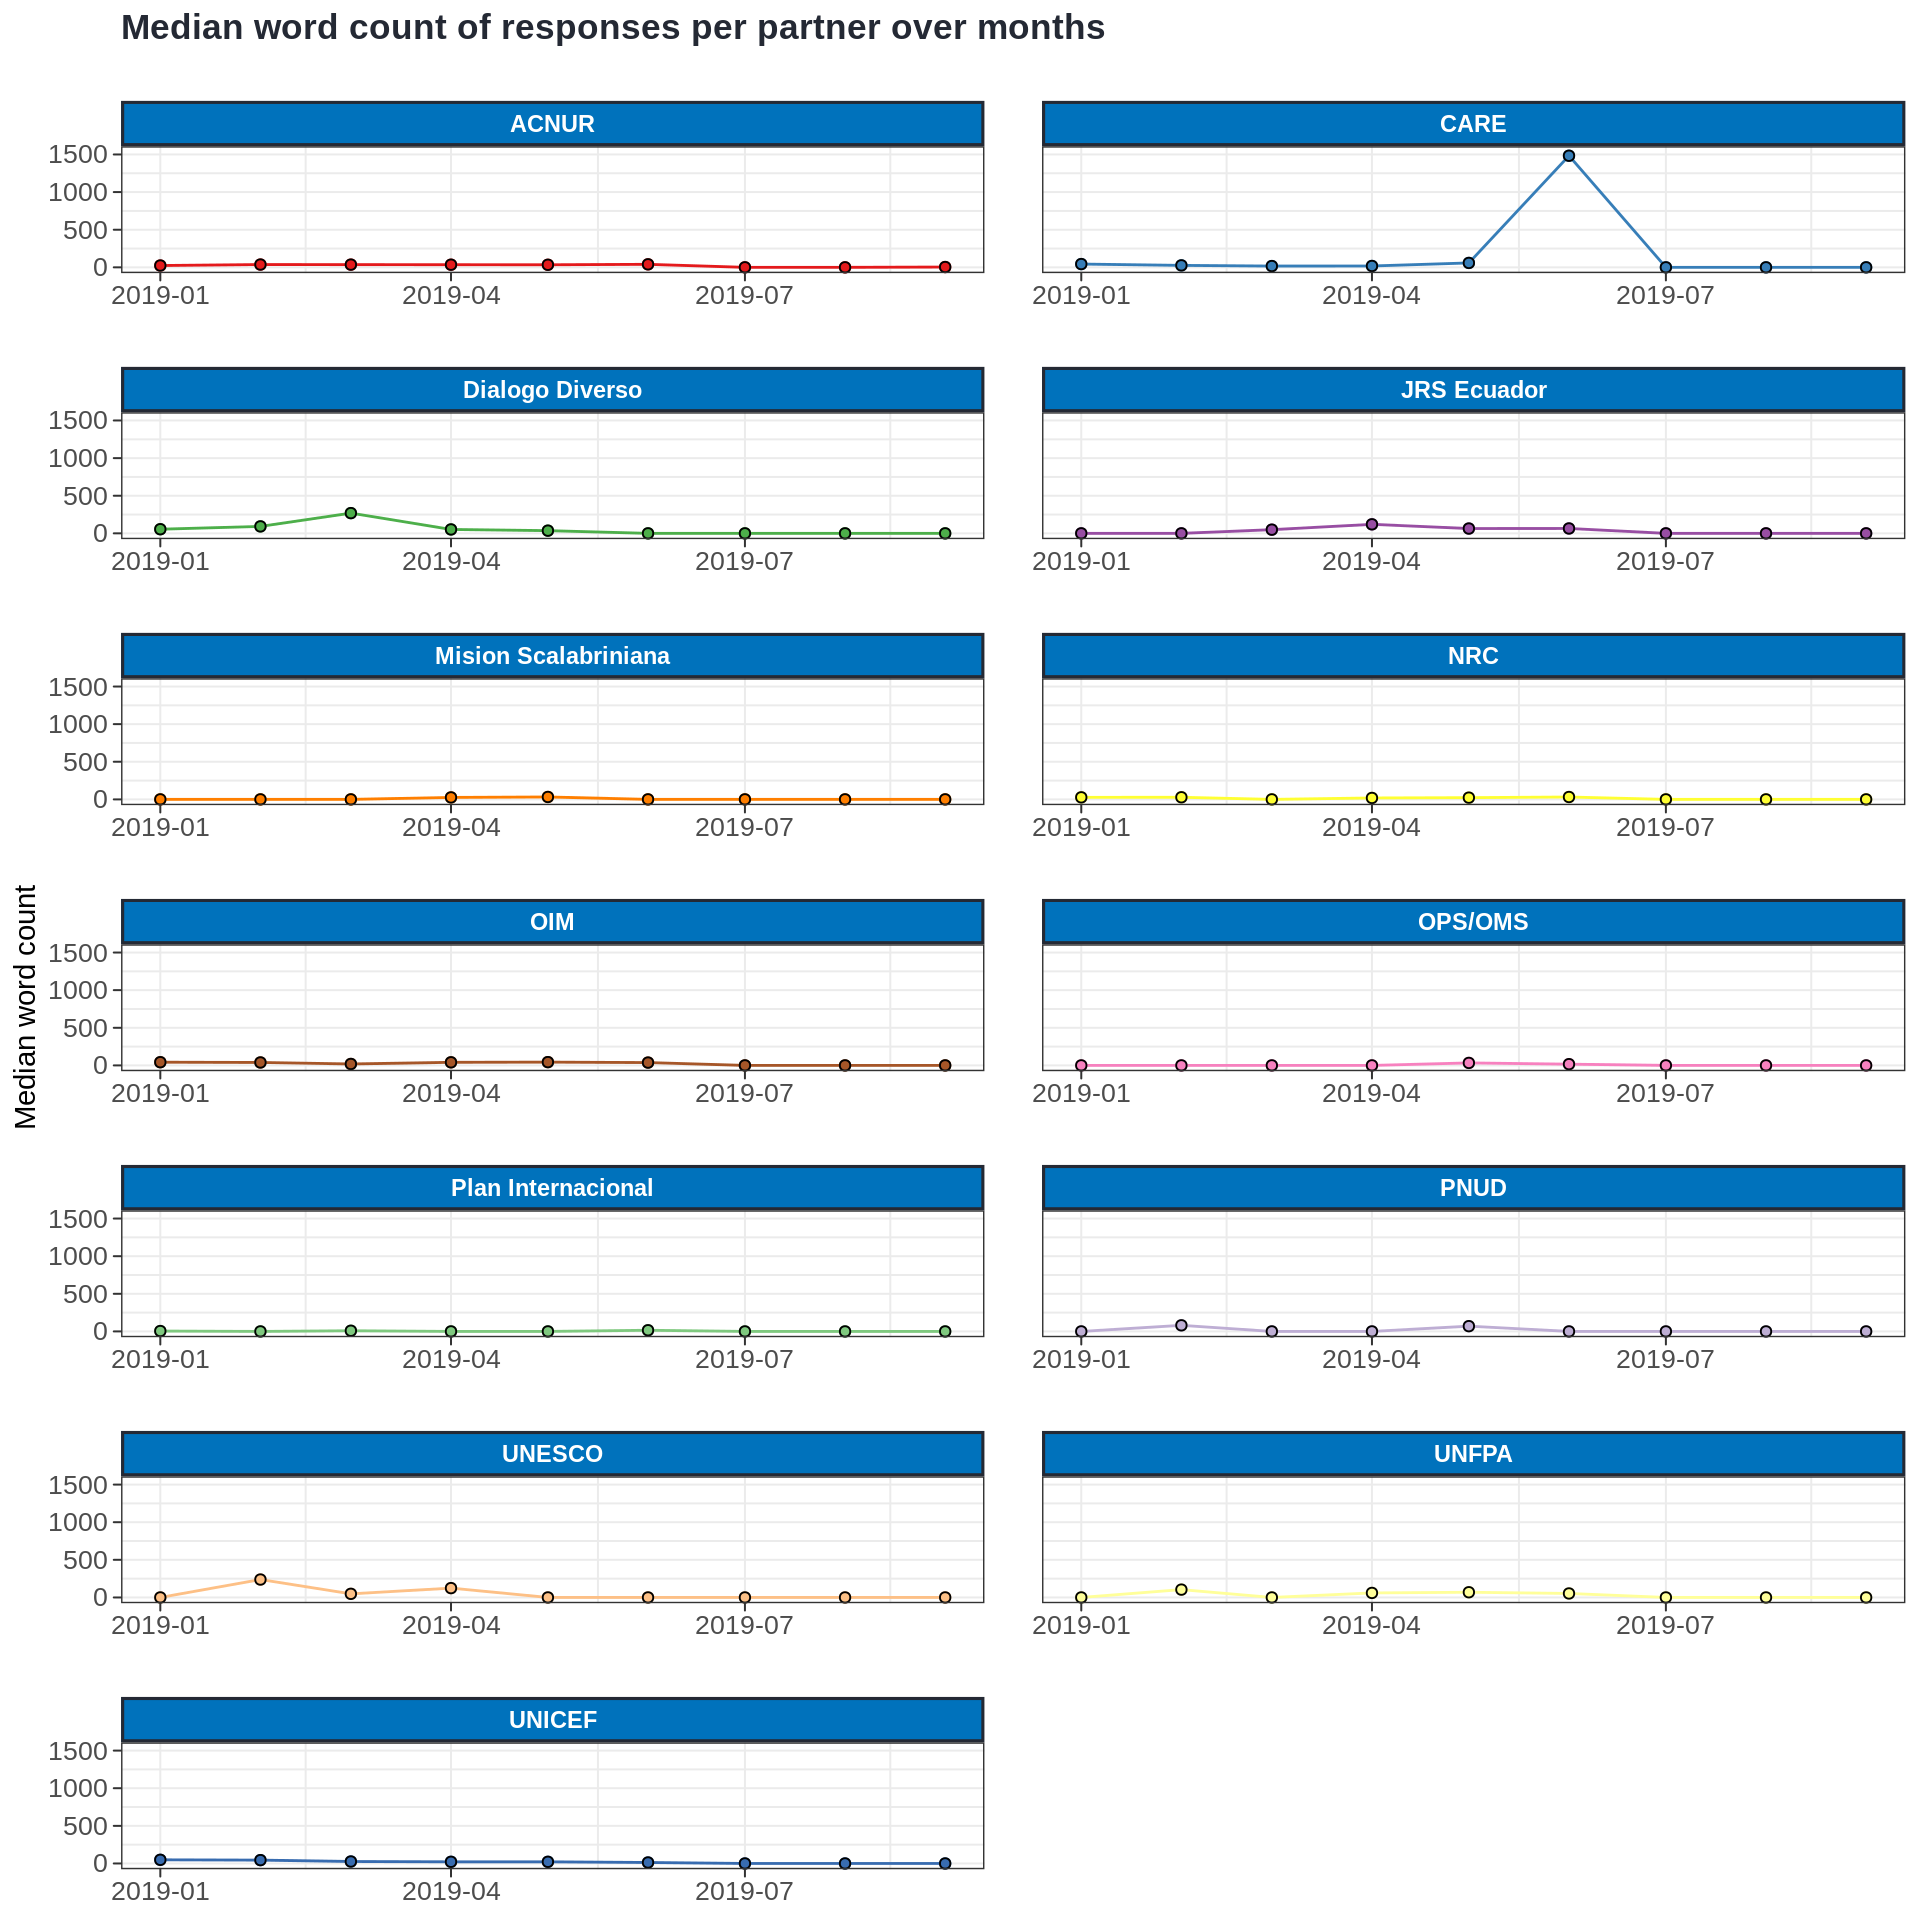 Median word count of responses per partner over months
ACNUR
CARE
1500
1000
500
0
2019-01 2019-04 2019-07
2019-01 2019-04 2019-07
Dialogo Diverso
JRS Ecuador
1500
1000
500
0
2019-01 2019-04 2019-07
2019-01 2019-04 2019-07
Mision Scalabriniana
NRC
1500
1000
500
0
2019-01 2019-04 2019-07
2019-01 2019-04 2019-07
Median word count
OIM
OPS/OMS
1500
1000
500
0
2019-01 2019-04 2019-07
2019-01 2019-04 2019-07
Plan Internacional
PNUD
1500
1000
500
0
2019-01 2019-04 2019-07
2019-01 2019-04 2019-07
UNESCO
UNFPA
1500
1000
500
0
2019-01 2019-04 2019-07
2019-01 2019-04 2019-07
UNICEF
1500
1000
500
0
2019-01 2019-04 2019-07